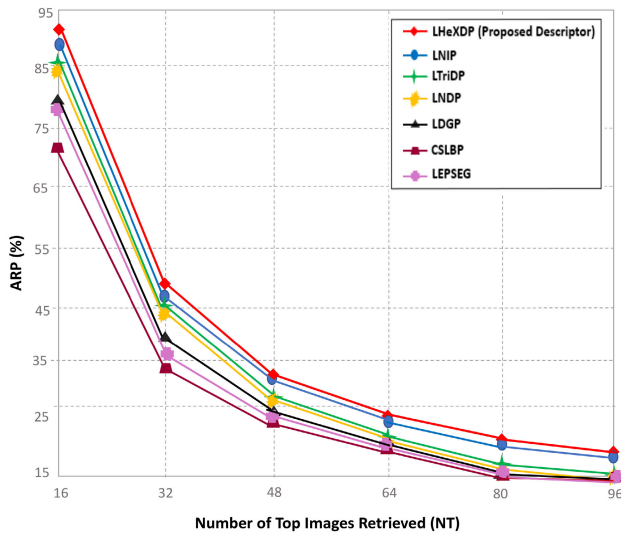 95
85
75
65
55
45
35
25
15
ARP (%)
LHeXDP (Proposed Descriptor)
LNIP
LTriDP
LNDP
LDGP
CSLBP
LEPSEG
16 32 48 64 80 96
Number of Top Images Retrieved (NT)